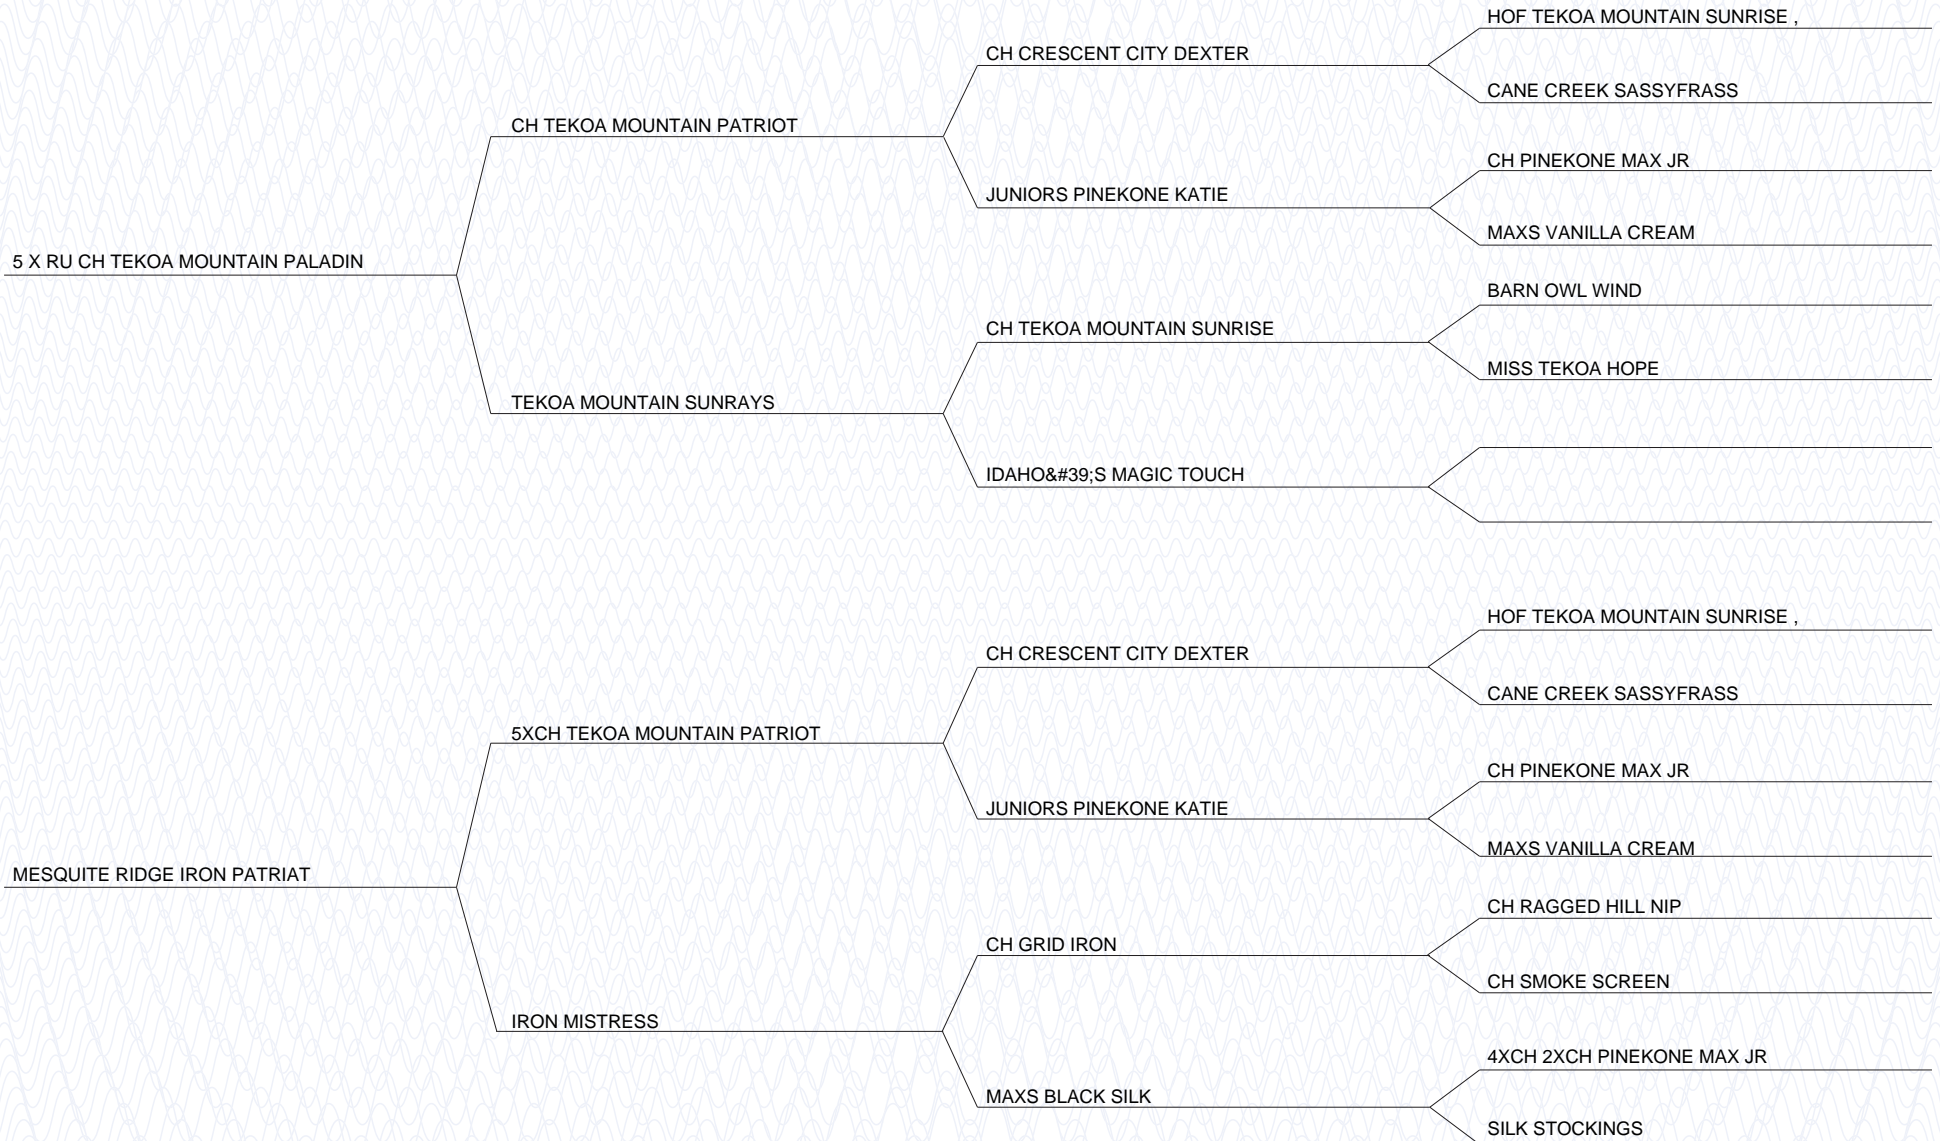 HOF TEKOA MOUNTAIN SUNRISE ,
CH CRESCENT CITY DEXTER
CANE CREEK SASSYFRASS
CH TEKOA MOUNTAIN PATRIOT
CH PINEKONE MAX JR
JUNIORS PINEKONE KATIE
MAXS VANILLA CREAM
5 X RU CH TEKOA MOUNTAIN PALADIN
BARN OWL WIND
CH TEKOA MOUNTAIN SUNRISE
MISS TEKOA HOPE
TEKOA MOUNTAIN SUNRAYS
IDAHO&#39;S MAGIC TOUCH
HOF TEKOA MOUNTAIN SUNRISE ,
CH CRESCENT CITY DEXTER
CANE CREEK SASSYFRASS
5XCH TEKOA MOUNTAIN PATRIOT
CH PINEKONE MAX JR
JUNIORS PINEKONE KATIE
MAXS VANILLA CREAM
MESQUITE RIDGE IRON PATRIAT
CH RAGGED HILL NIP
CH GRID IRON
CH SMOKE SCREEN
IRON MISTRESS
4XCH 2XCH PINEKONE MAX JR
MAXS BLACK SILK
SILK STOCKINGS